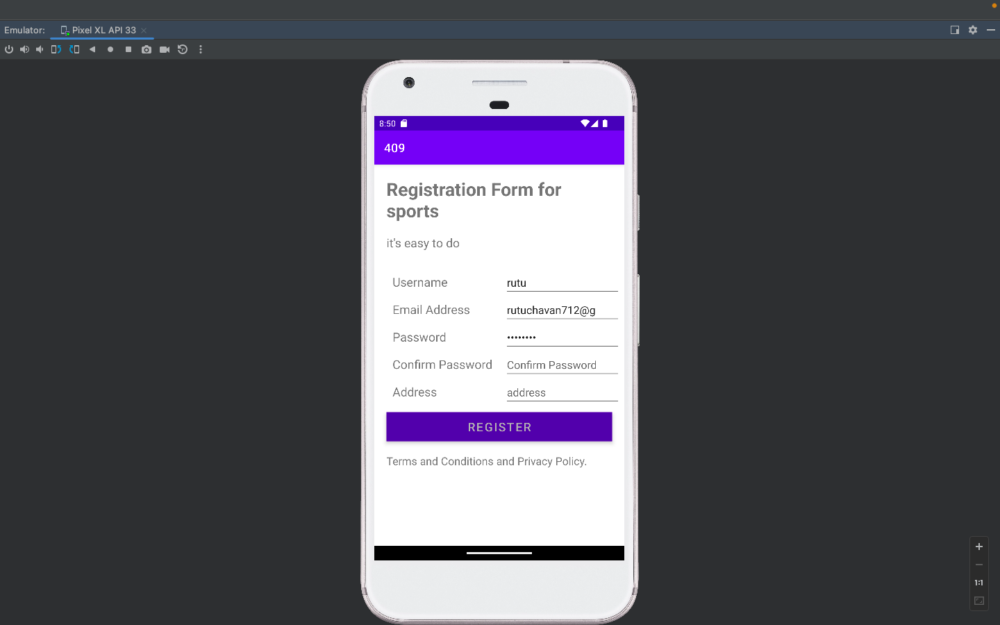 Emulator: Pixel XL API 33
8:50
409
Registration Form for
sports
it's easy to do
Username rutu
Email Address rutuchavan712@g
Password ••••••••
Confirm Password Confirm Password
Address address
REGISTER
Terms and Conditions and Privacy Policy.
1:1